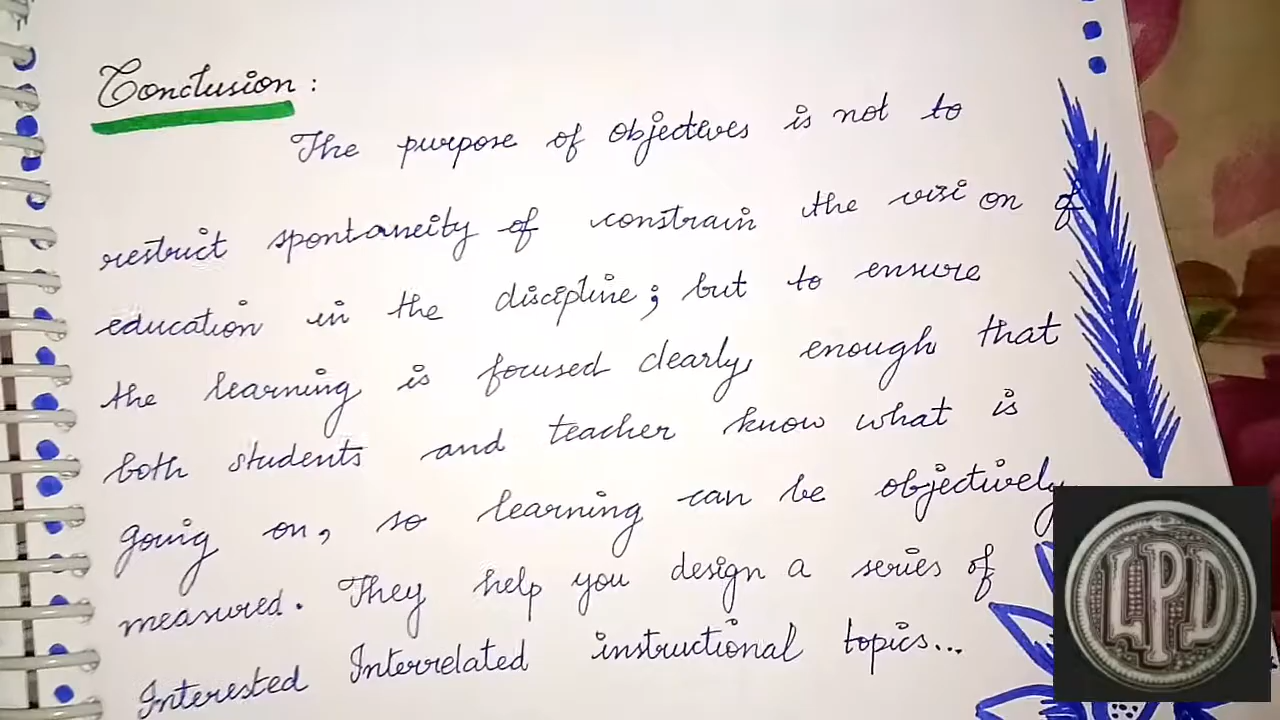 Conclusion :
The purpose of objectives is not to
restrict spontaneity of constrain the vision of
education in the discipline; but to ensure
the learning is focused clearly enough that
both students and teacher know what is
going on, so learning can be objectively
measured. They help you design a series of
Interested Interrelated instructional topics...
LPD